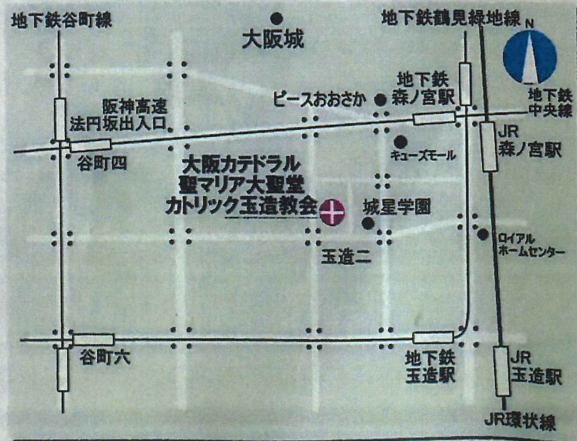 地下鉄谷町線
地下鉄鶴見緑地線
N
大阪城
地下鉄
中央線
阪神高速
法円坂出入口
ピースおおさか
地下鉄
森ノ宮駅
谷町四
キューズモール
JR
森ノ宮駅
大阪カテドラル
聖マリア大聖堂
カトリック玉造教会
城星学園
玉造二
ロイアル
ホームセンター
谷町六
地下鉄
玉造駅
JR
玉造駅
JR環状線